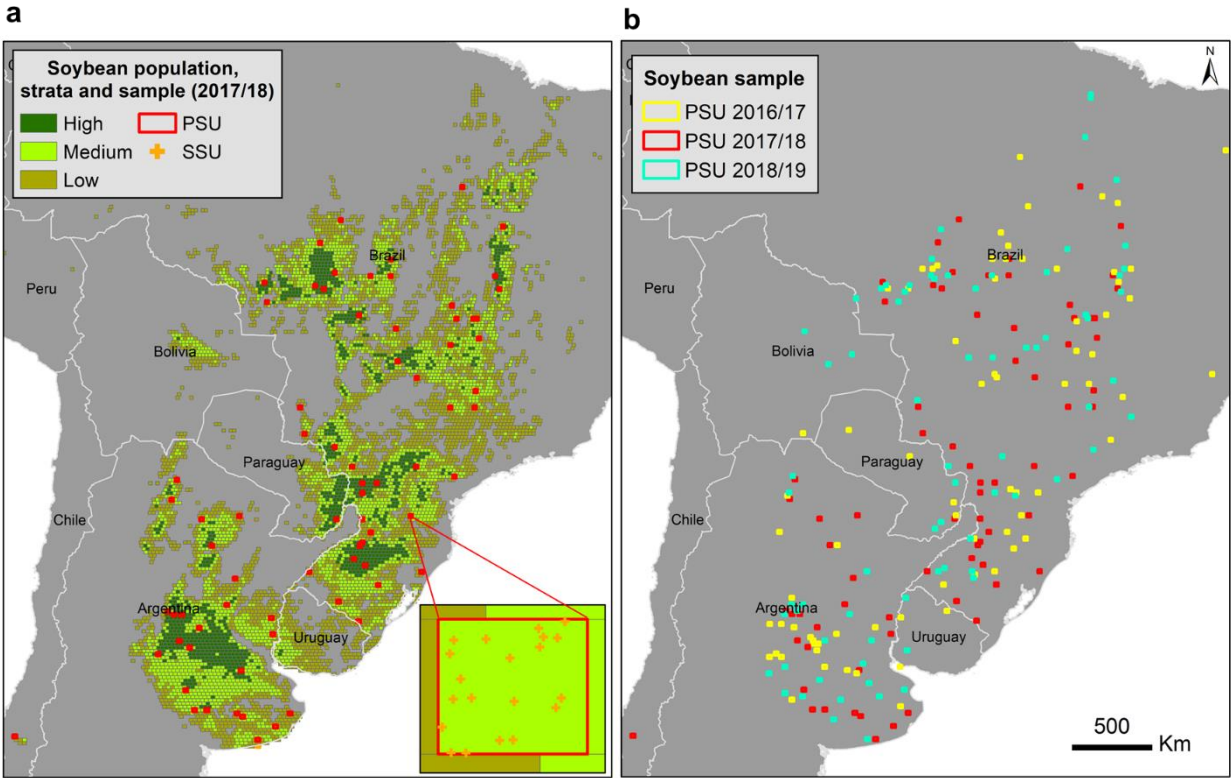 a
Soybean population,
strata and sample (2017/18)
High
PSU
Medium
SSU
Low
Brazil
Peru
Bolivia
Paraguay
Chile
Argentina
Uruguay
b
Soybean sample
PSU 2016/17
PSU 2017/18
PSU 2018/19
N
Brazil
Peru
Bolivia
Paraguay
Chile
Argentina
Uruguay
500
Km